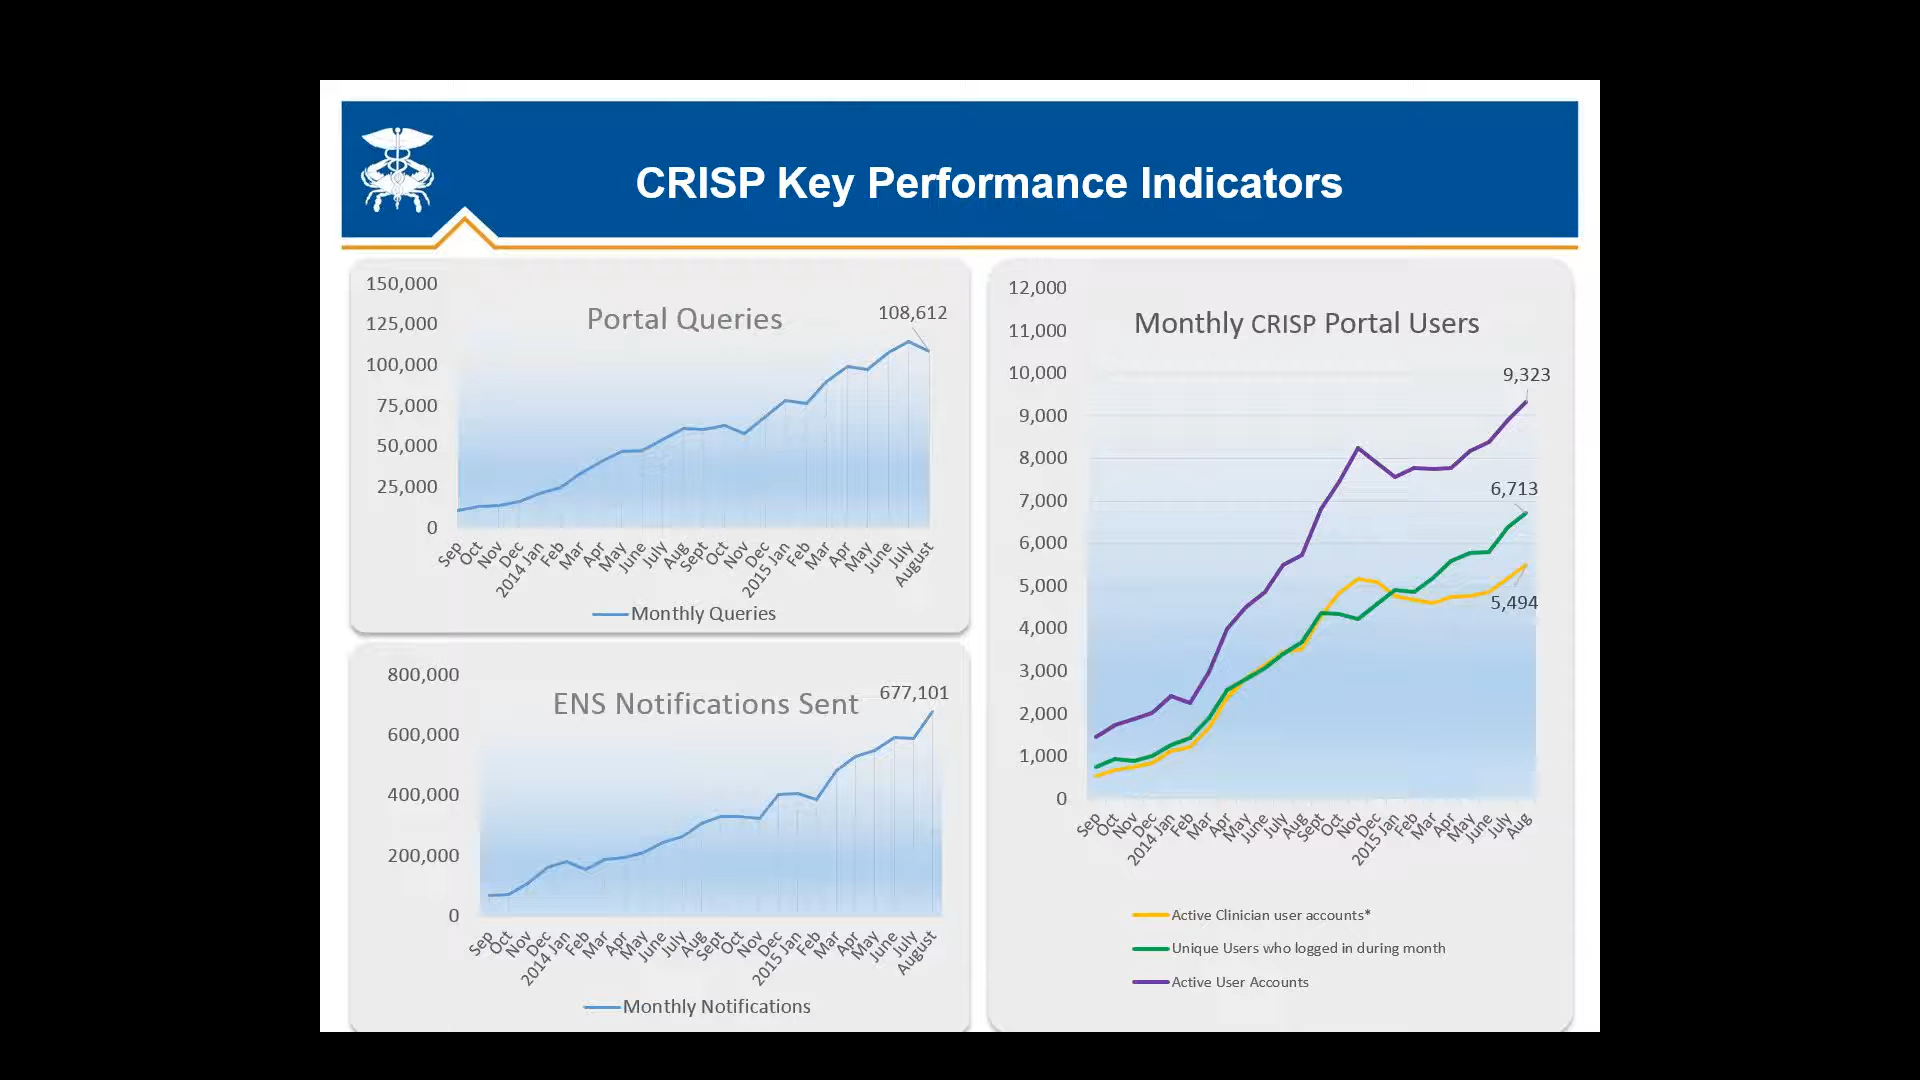 CRISP Key Performance Indicators
150,000
125,000
100,000
75,000
50,000
25,000
0
Portal Queries
108,612
Sep Oct Nov Dec 2014 Jan Feb Mar Apr May June July Aug Sept Oct Nov Dec 2015 Jan Feb Mar Apr May June July August
Monthly Queries
800,000
600,000
400,000
200,000
0
ENS Notifications Sent
677,101
Sep Oct Nov Dec 2014 Jan Feb Mar Apr May June July Aug Sept Oct Nov Dec 2015 Jan Feb Mar Apr May June July August
Monthly Notifications
12,000
11,000
10,000
9,000
8,000
7,000
6,000
5,000
4,000
3,000
2,000
1,000
0
Monthly CRISP Portal Users
9,323
6,713
5,494
Sep Oct Nov Dec 2014 Jan Feb Mar Apr May June July Aug Sept Oct Nov Dec 2015 Jan Feb Mar Apr May June July Aug
Active Clinician user accounts*
Unique Users who logged in during month
Active User Accounts